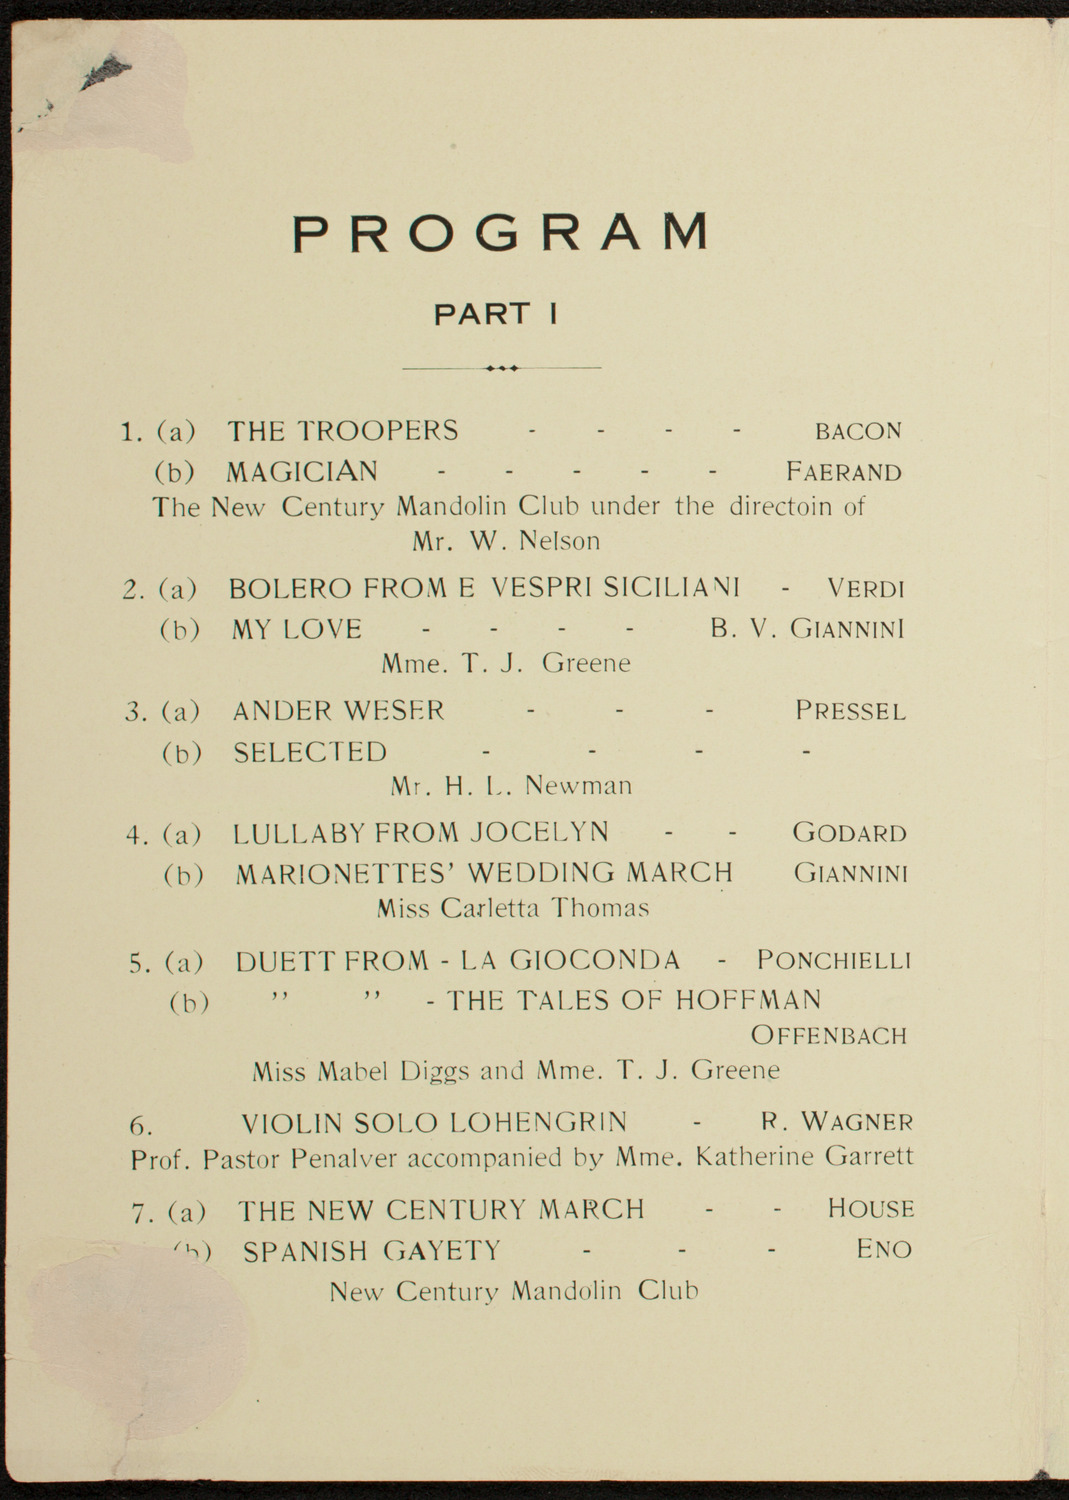 PROGRAM
PART I
1. (a) THE TROOPERS - - - - BACON
(b) MAGICIAN - - - - - FAERAND
The New Century Mandolin Club under the directoin of
Mr. W. Nelson
2. (a) BOLERO FROM E VESPRI SICILIANI - VERDI
(b) MY LOVE - - - - B. V. GIANNINI
Mme. T. J. Greene
3. (a) ANDER WESER - - - PRESSEL
(b) SELECTED - - - -
Mr. H. L. Newman
4. (a) LULLABY FROM JOCELYN - - GODARD
(b) MARIONETTES' WEDDING MARCH GIANNINI
Miss Carletta Thomas
5. (a) DUETT FROM - LA GIOCONDA - PONCHIELLI
(b) ” ” - THE TALES OF HOFFMAN
OFFENBACH
Miss Mabel Diggs and Mme. T. J. Greene
6. VIOLIN SOLO LOHENGRIN - R. WAGNER
Prof. Pastor Penalver accompanied by Mme. Katherine Garrett
7. (a) THE NEW CENTURY MARCH - - HOUSE
(b) SPANISH GAYETY - - - ENO
New Century Mandolin Club